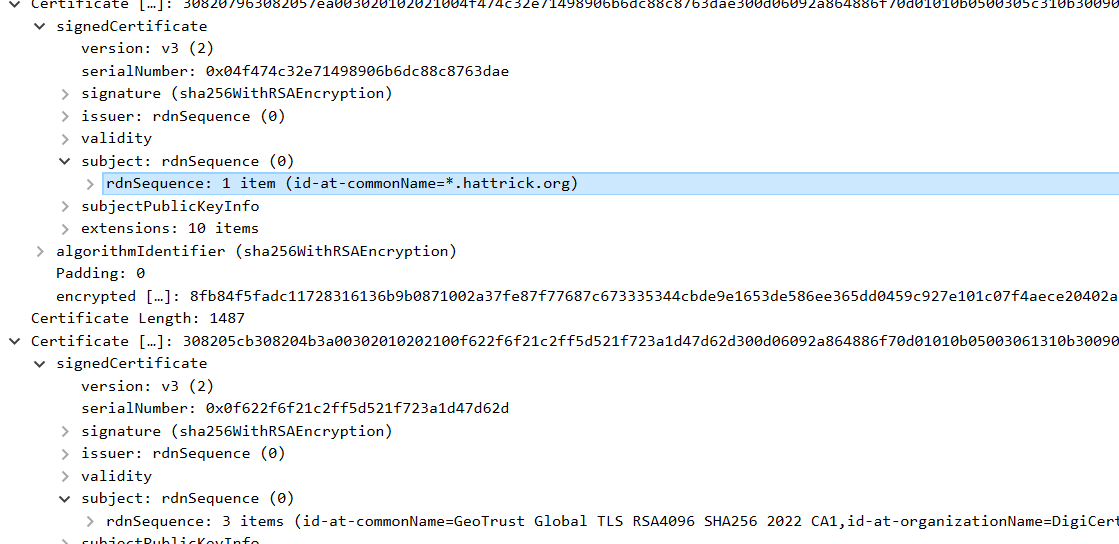 Certificate […]: 308207963082057ea003020102021004f474c32e71498906b6dc88c8763dae300d06092a864886f70d01010b0500305c310b30090
signedCertificate
version: v3 (2)
serialNumber: 0x04f474c32e71498906b6dc88c8763dae
signature (sha256WithRSAEncryption)
issuer: rdnSequence (0)
validity
subject: rdnSequence (0)
rdnSequence: 1 item (id-at-commonName=*.hattrick.org)
subjectPublicKeyInfo
extensions: 10 items
algorithmIdentifier (sha256WithRSAEncryption)
Padding: 0
encrypted […]: 8fb84f5fadc11728316136b9b0871002a37fe87f77687c673335344cbde9e1653de586ee365dd0459c927e101c07f4aece20402a
Certificate Length: 1487
Certificate […]: 308205cb308204b3a00302010202100f622f6f21c2ff5d521f723a1d47d62d300d06092a864886f70d01010b05003061310b30090
signedCertificate
version: v3 (2)
serialNumber: 0x0f622f6f21c2ff5d521f723a1d47d62d
signature (sha256WithRSAEncryption)
issuer: rdnSequence (0)
validity
subject: rdnSequence (0)
rdnSequence: 3 items (id-at-commonName=GeoTrust Global TLS RSA4096 SHA256 2022 CA1,id-at-organizationName=DigiCert
subjectPublicKeyInfo